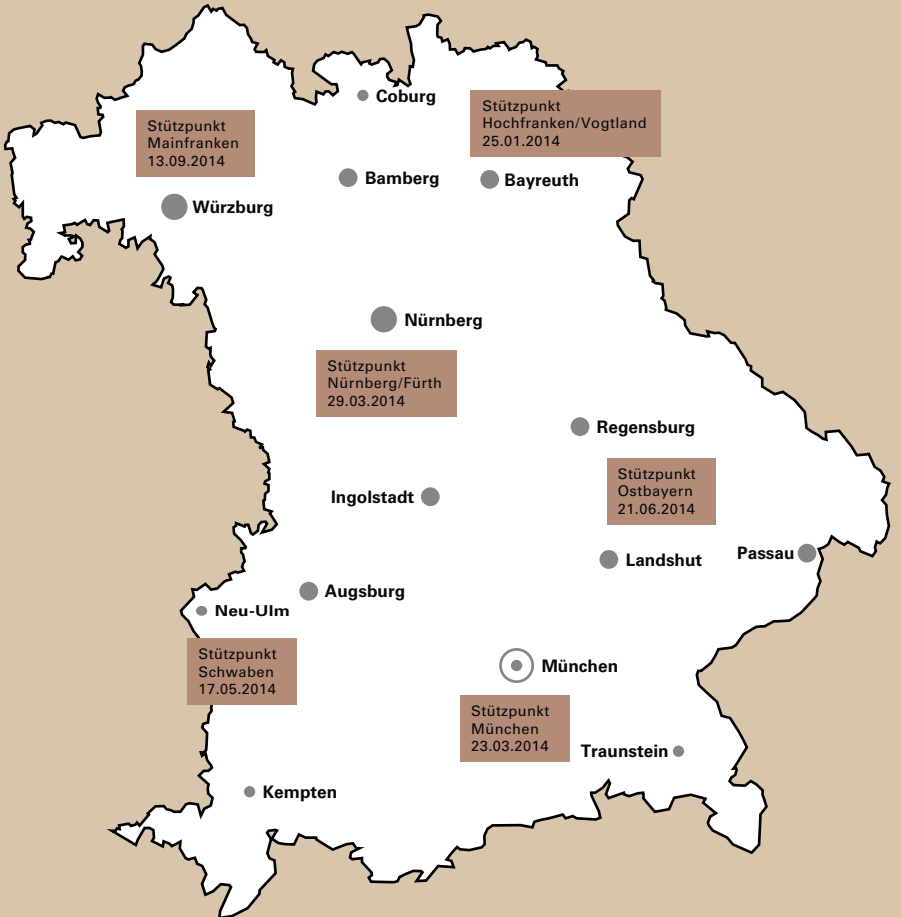 Coburg
Stützpunkt
Hochfranken/Vogtland
25.01.2014
Stützpunkt
Mainfranken
13.09.2014
Bamberg
Bayreuth
Würzburg
Nürnberg
Stützpunkt
Nürnberg/Fürth
29.03.2014
Regensburg
Stützpunkt
Ostbayern
21.06.2014
Ingolstadt
Landshut
Passau
Augsburg
Neu-Ulm
Stützpunkt
Schwaben
17.05.2014
München
Stützpunkt
München
23.03.2014
Traunstein
Kempten